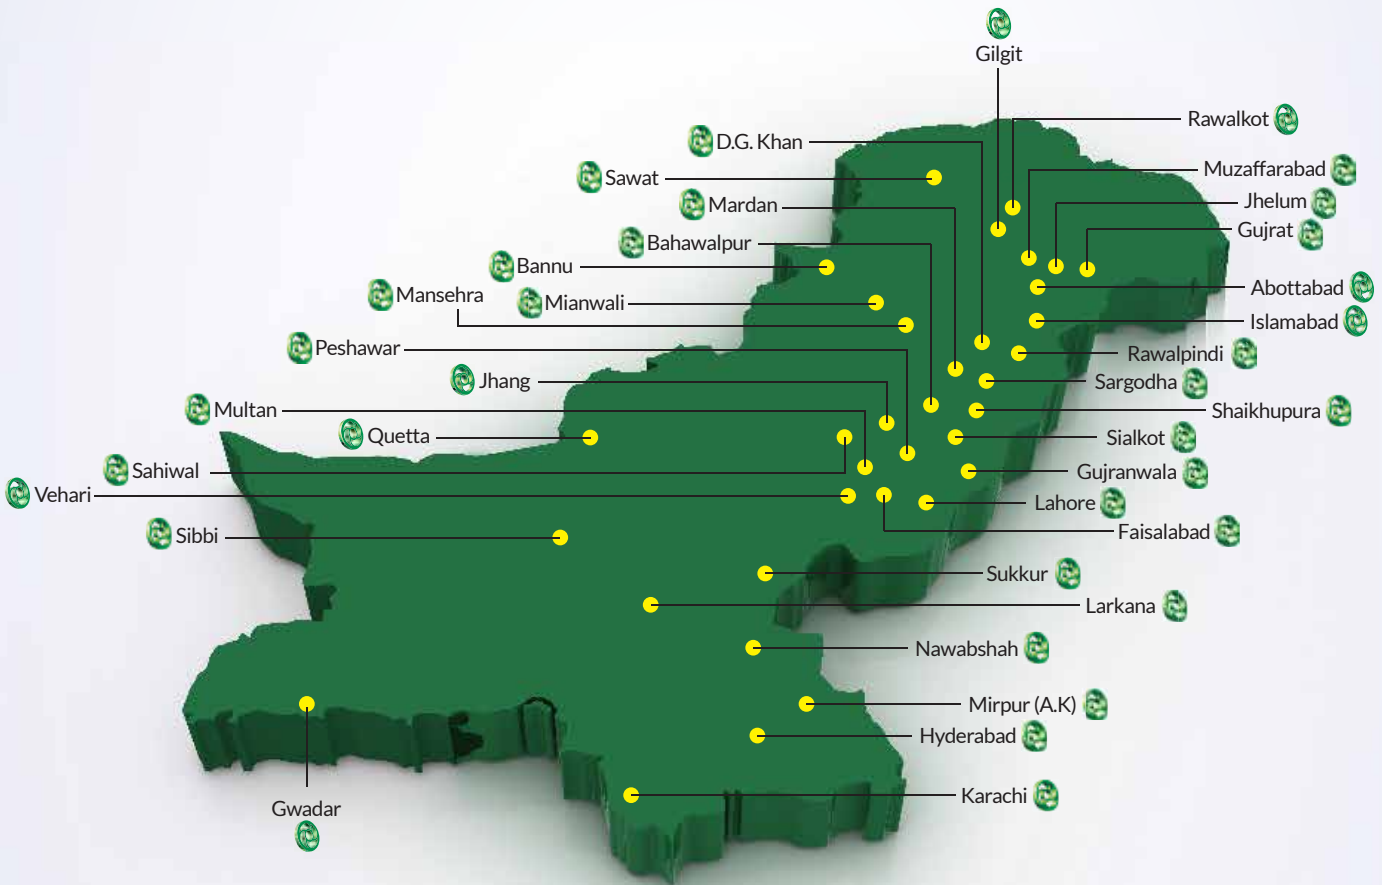 Gilgit
Rawalkot
D.G. Khan
Muzaffarabad
Sawat
Jhelum
Mardan
Gujrat
Bahawalpur
Bannu
Abottabad
Mansehra
Mianwali
Islamabad
Peshawar
Rawalpindi
Jhang
Sargodha
Multan
Shaikhupura
Quetta
Sialkot
Sahiwal
Gujranwala
Vehari
Lahore
Sibbi
Faisalabad
Sukkur
Larkana
Nawabshah
Mirpur (A.K)
Hyderabad
Karachi
Gwadar